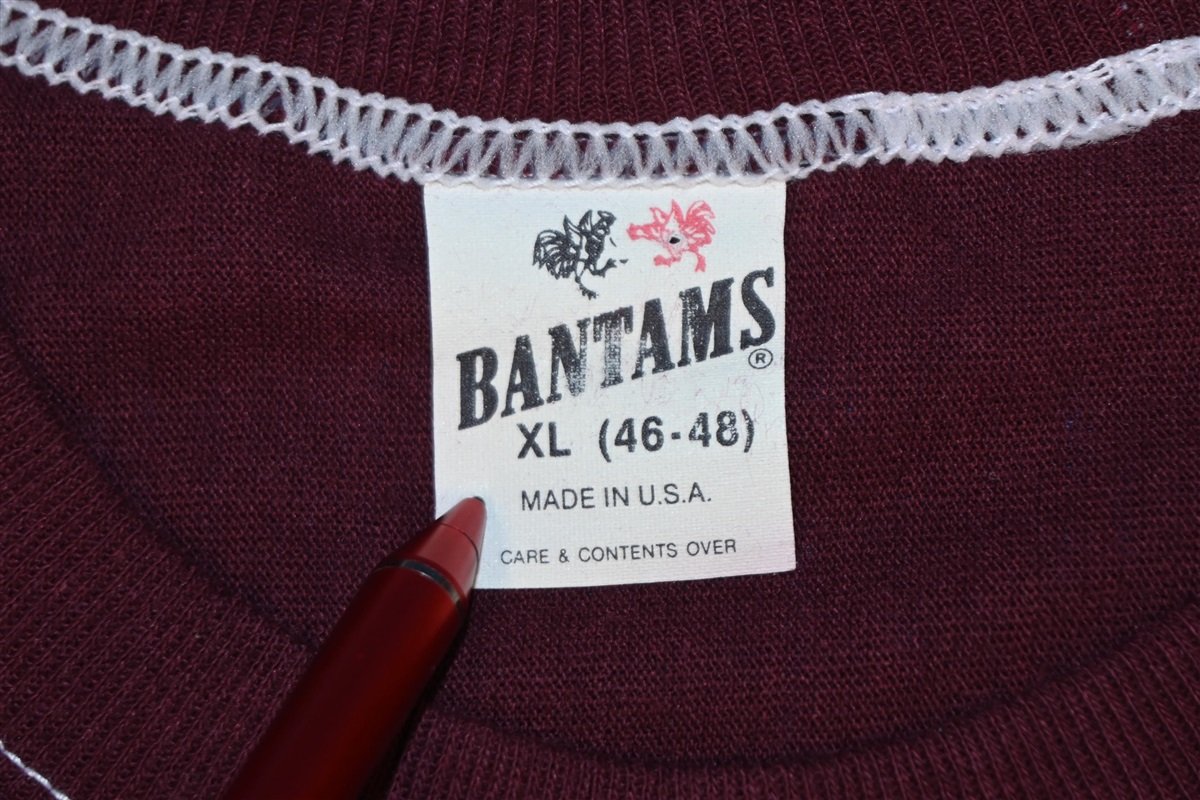 BANTAMS®
XL (46-48)
MADE IN U.S.A.
CARE & CONTENTS OVER